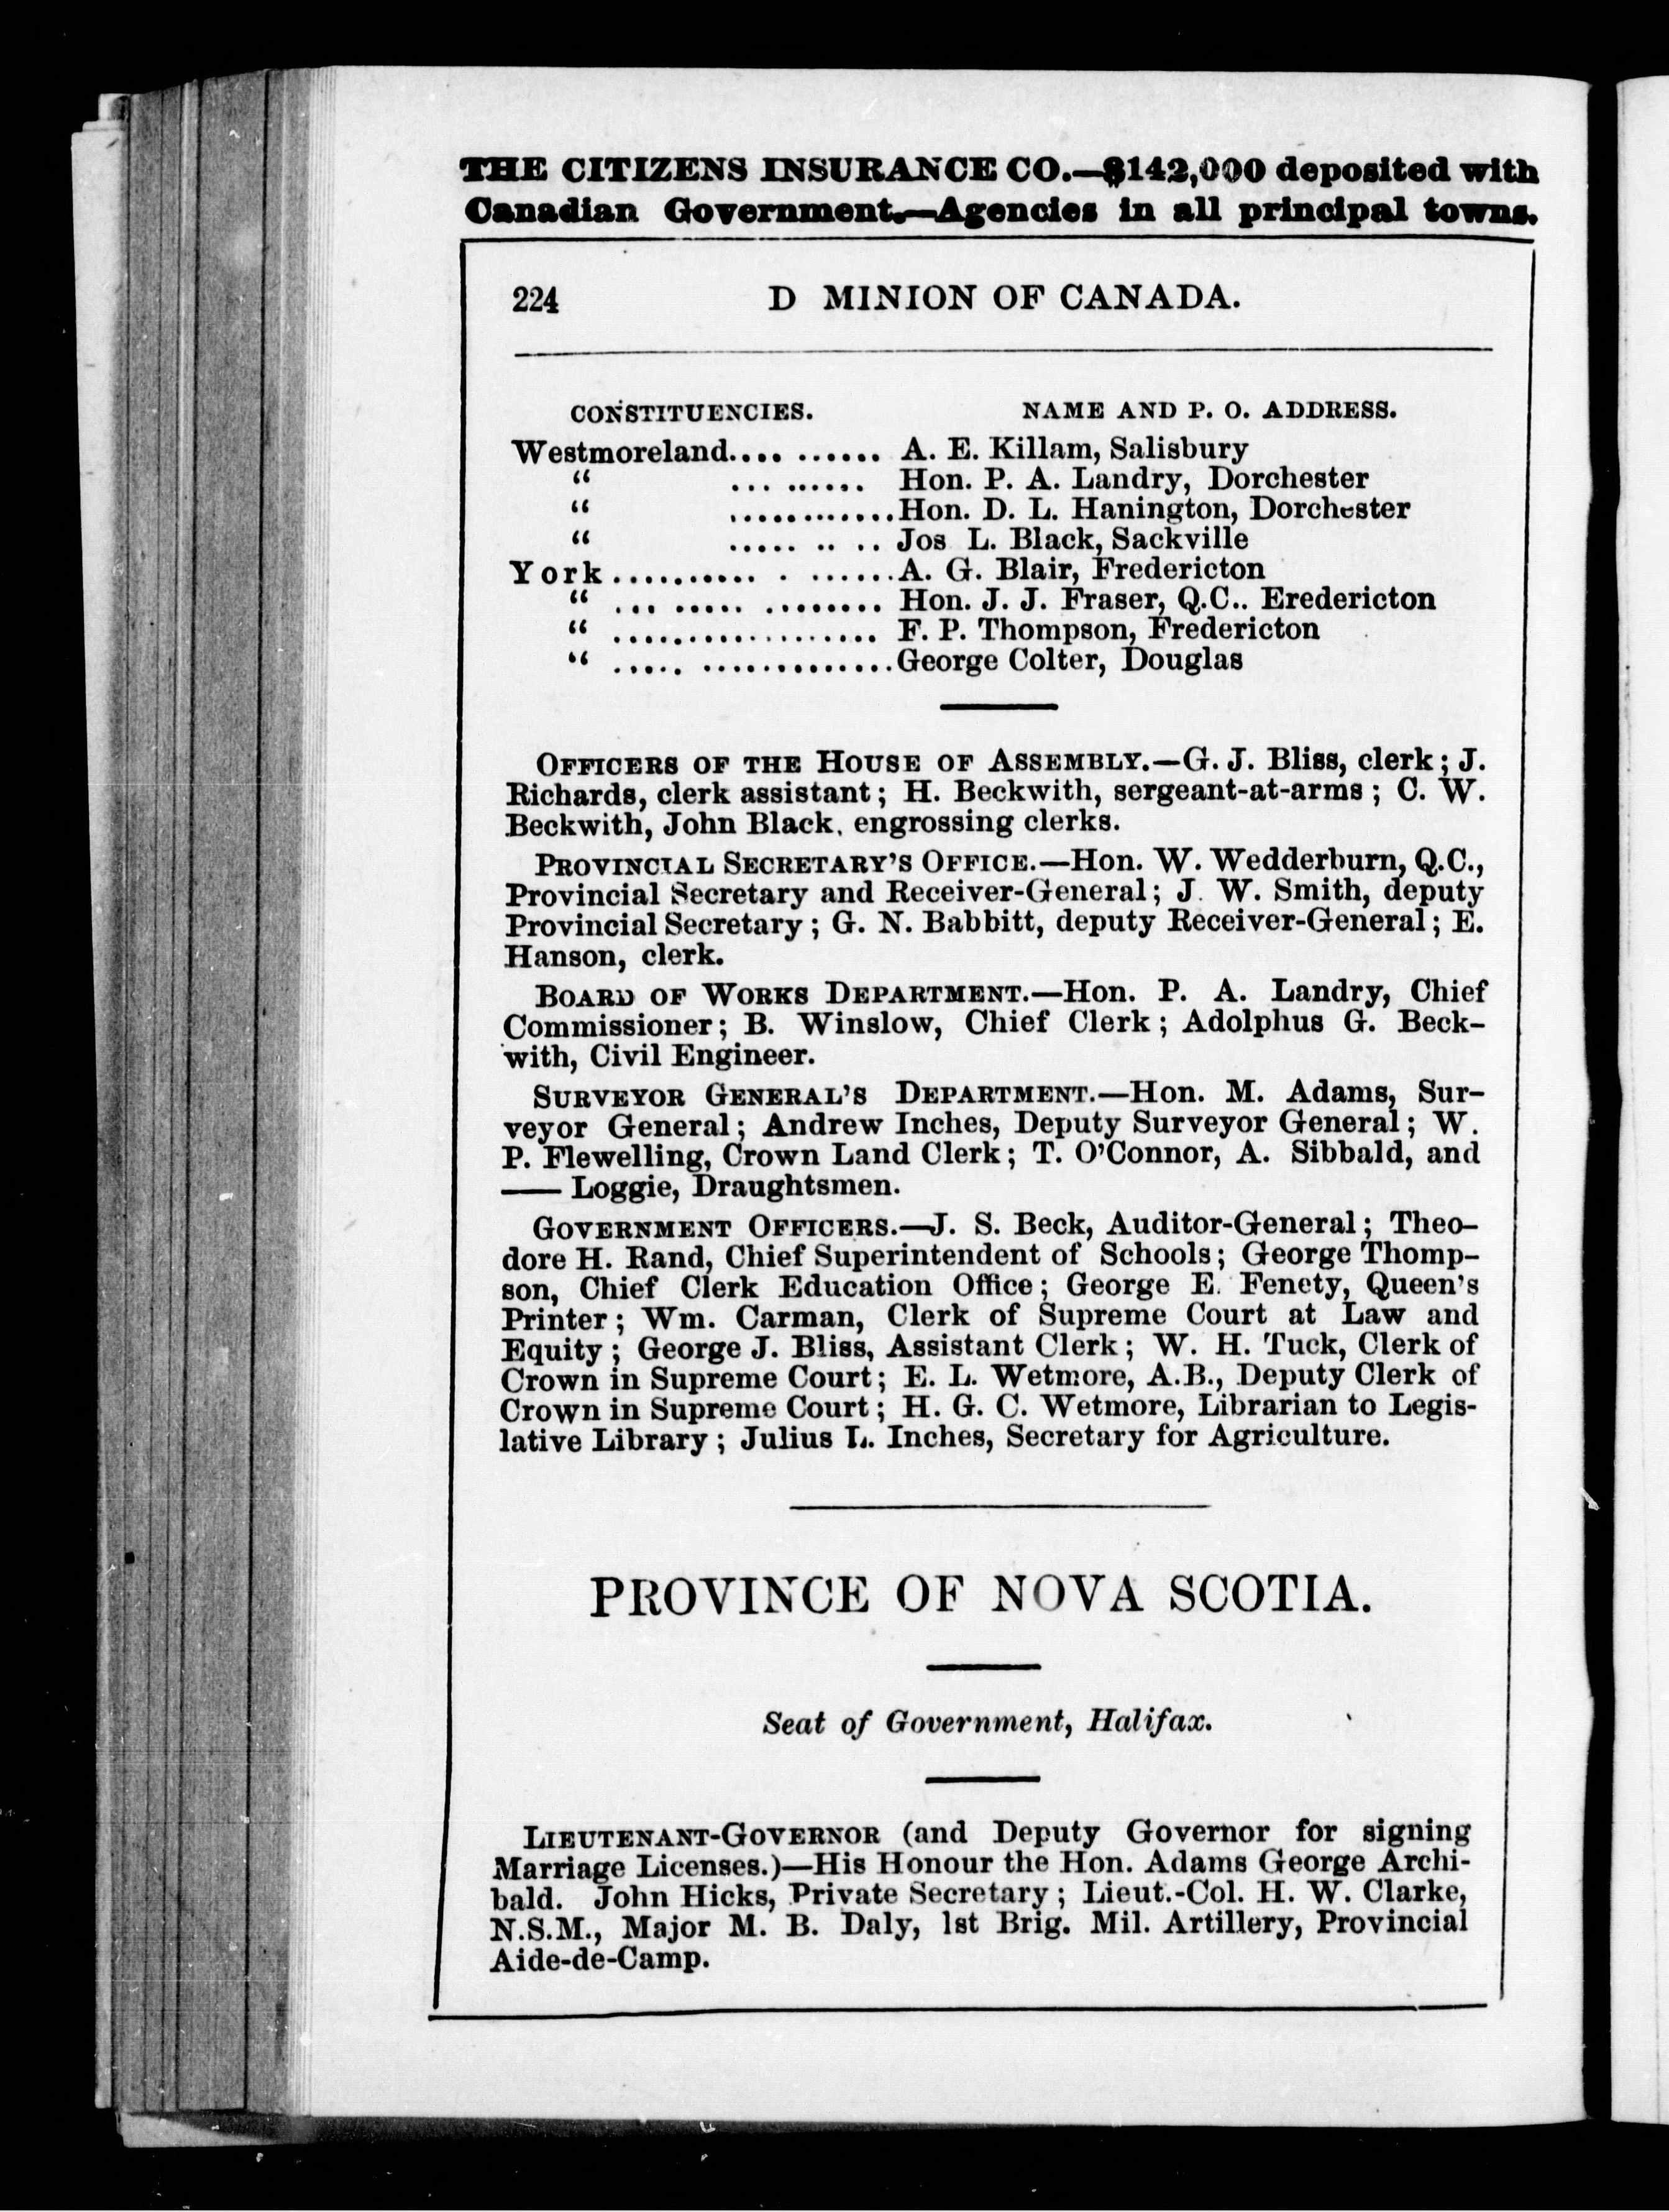 THE CITIZENS INSURANCE CO.—$142,000 deposited with
Canadian Government.—Agencies in all principal towns.
224 D MINION OF CANADA.
CONSTITUENCIES. NAME AND P. O. ADDRESS.
Westmoreland.... ...... A. E. Killam, Salisbury
“ ... ...... Hon. P. A. Landry, Dorchester
“ ............Hon. D. L. Hanington, Dorchester
“ ..... .. .. Jos L. Black, Sackville
York........... . .......A. G. Blair, Fredericton
“ ... ..... ........ Hon. J. J. Fraser, Q.C.. Eredericton
“ .................. F. P. Thompson, Fredericton
“ ..... .............George Colter, Douglas
OFFICERS OF THE HOUSE OF ASSEMBLY.—G. J. Bliss, clerk; J.
Richards, clerk assistant; H. Beckwith, sergeant-at-arms; C. W.
Beckwith, John Black, engrossing clerks.
PROVINCIAL SECRETARY’S OFFICE.—Hon. W. Wedderburn, Q.C.,
Provincial Secretary and Receiver-General; J. W. Smith, deputy
Provincial Secretary; G. N. Babbitt, deputy Receiver-General; E.
Hanson, clerk.
BOARD OF WORKS DEPARTMENT.—Hon. P. A. Landry, Chief
Commissioner; B. Winslow, Chief Clerk; Adolphus G. Beck-
with, Civil Engineer.
SURVEYOR GENERAL’S DEPARTMENT.—Hon. M. Adams, Sur-
veyor General; Andrew Inches, Deputy Surveyor General; W.
P. Flewelling, Crown Land Clerk; T. O’Connor, A. Sibbald, and
—— Loggie, Draughtsmen.
GOVERNMENT OFFICERS.—J. S. Beck, Auditor-General; Theo-
dore H. Rand, Chief Superintendent of Schools; George Thomp-
son, Chief Clerk Education Office; George E. Fenety, Queen’s
Printer; Wm. Carman, Clerk of Supreme Court at Law and
Equity; George J. Bliss, Assistant Clerk; W. H. Tuck, Clerk of
Crown in Supreme Court; E. L. Wetmore, A.B., Deputy Clerk of
Crown in Supreme Court; H. G. C. Wetmore, Librarian to Legis-
lative Library; Julius L. Inches, Secretary for Agriculture.
PROVINCE OF NOVA SCOTIA.
Seat of Government, Halifax.
LIEUTENANT-GOVERNOR (and Deputy Governor for signing
Marriage Licenses.)—His Honour the Hon. Adams George Archi-
bald. John Hicks, Private Secretary; Lieut.-Col. H. W. Clarke,
N.S.M., Major M. B. Daly, 1st Brig. Mil. Artillery, Provincial
Aide-de-Camp.